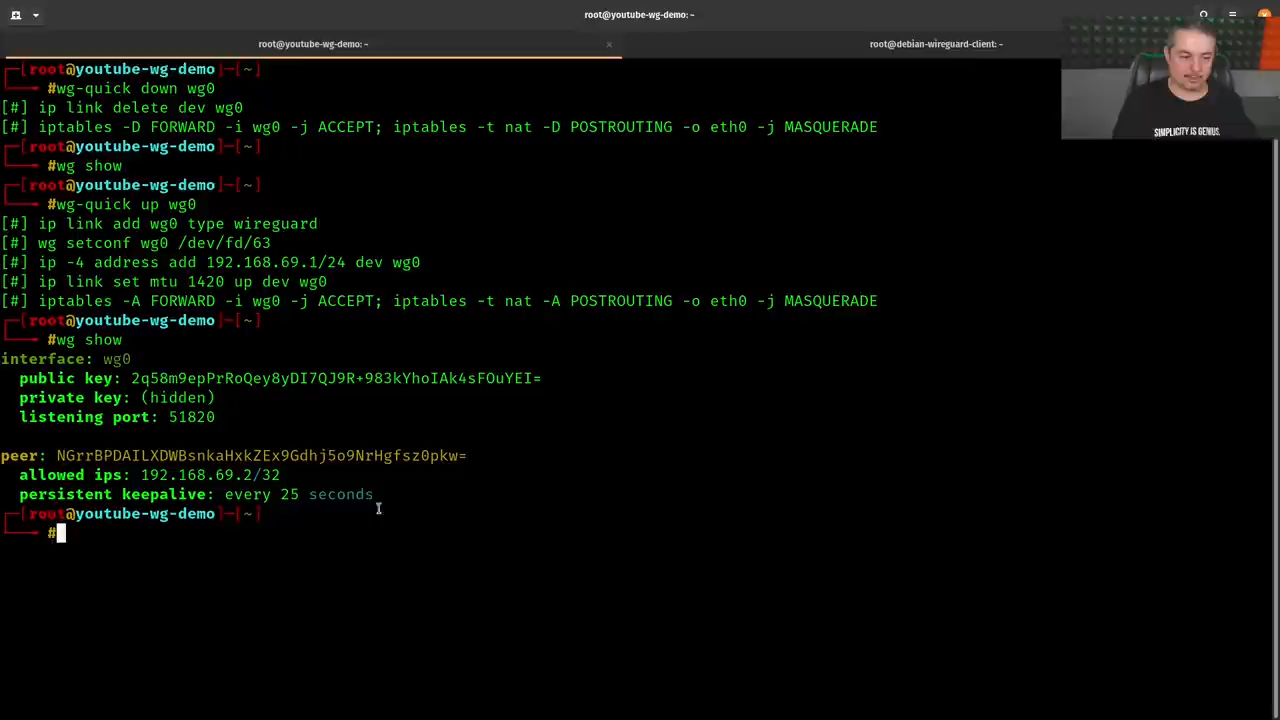 root@youtube-wg-demo: ~
root@youtube-wg-demo: ~
root@debian-wireguard-client: ~
[root@youtube-wg-demo]─[~]
#wg-quick down wg0
[#] ip link delete dev wg0
[#] iptables -D FORWARD -i wg0 -j ACCEPT; iptables -t nat -D POSTROUTING -o eth0 -j MASQUERADE
[root@youtube-wg-demo]─[~]
#wg show
[root@youtube-wg-demo]─[~]
#wg-quick up wg0
[#] ip link add wg0 type wireguard
[#] wg setconf wg0 /dev/fd/63
[#] ip -4 address add 192.168.69.1/24 dev wg0
[#] ip link set mtu 1420 up dev wg0
[#] iptables -A FORWARD -i wg0 -j ACCEPT; iptables -t nat -A POSTROUTING -o eth0 -j MASQUERADE
[root@youtube-wg-demo]─[~]
#wg show
interface: wg0
public key: 2q58m9epPrRoQey8yDI7QJ9R+983kYhoIAk4sFOuYEI=
private key: (hidden)
listening port: 51820
peer: NGrrBPDAILXDWBsnkaHxkZEx9Gdhj5o9NrHgfsz0pkw=
allowed ips: 192.168.69.2/32
persistent keepalive: every 25 seconds
[root@youtube-wg-demo]─[~]
#
SIMPLICITY IS GENIUS.